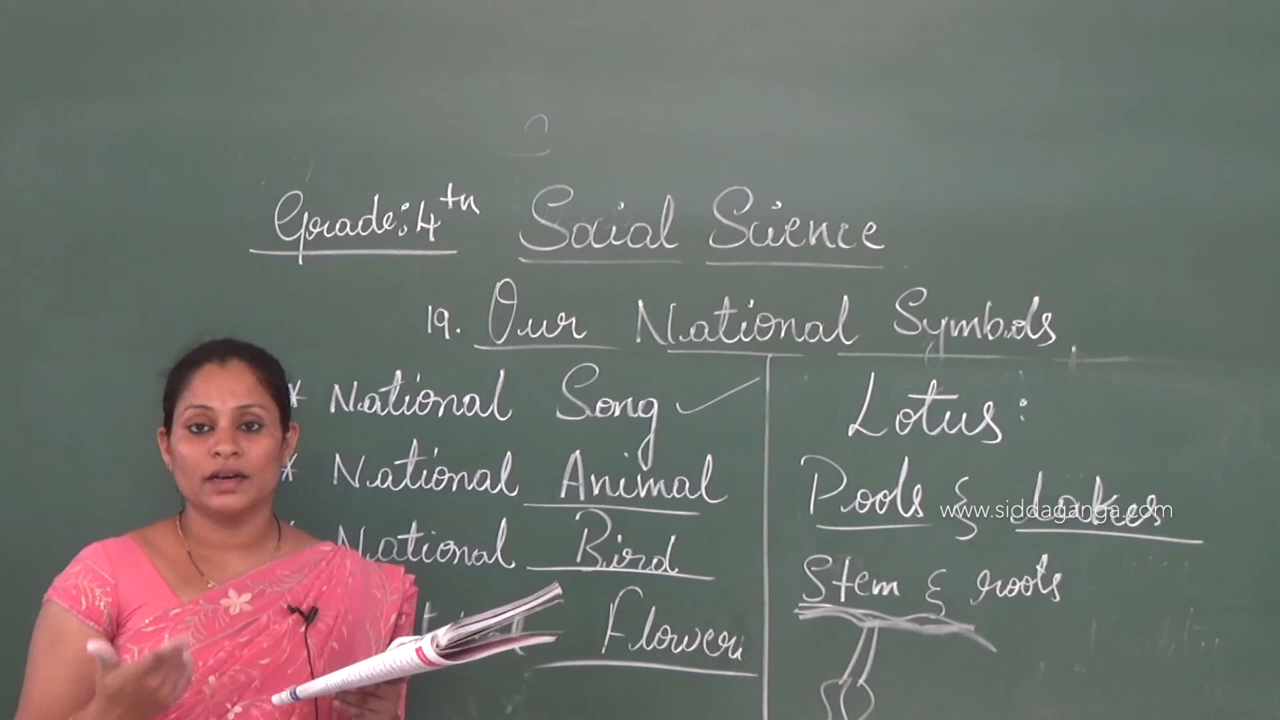 Grade: 4th Social Science
19. Our National Symbols
* National Song ✓
* National Animal
* National Bird
National Flower
Lotus:
Pools & Lakes
www.siddaganga.com
Stem & roots